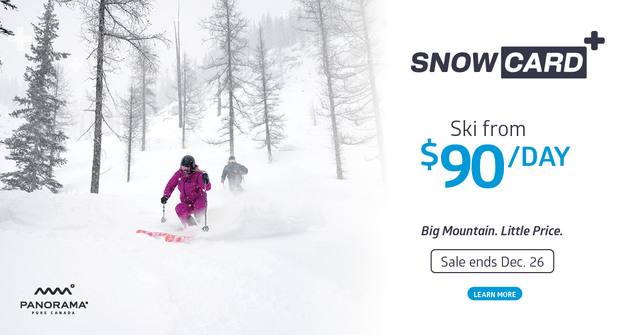 SNOWCARD+
Ski from
$90/DAY
Big Mountain. Little Price.
Sale ends Dec. 26
LEARN MORE
PANORAMA
PURE CANADA